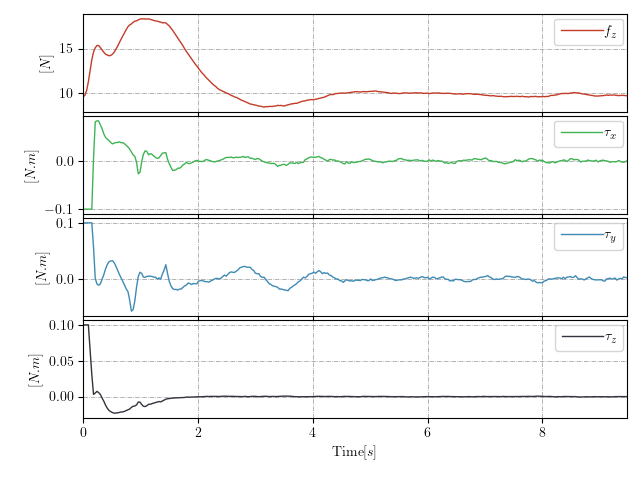 [N]
15
10
f_z
[N.m]
0.0
−0.1
τ_x
[N.m]
0.1
0.0
τ_y
[N.m]
0.10
0.05
0.00
τ_z
0 2 4 6 8
Time[s]